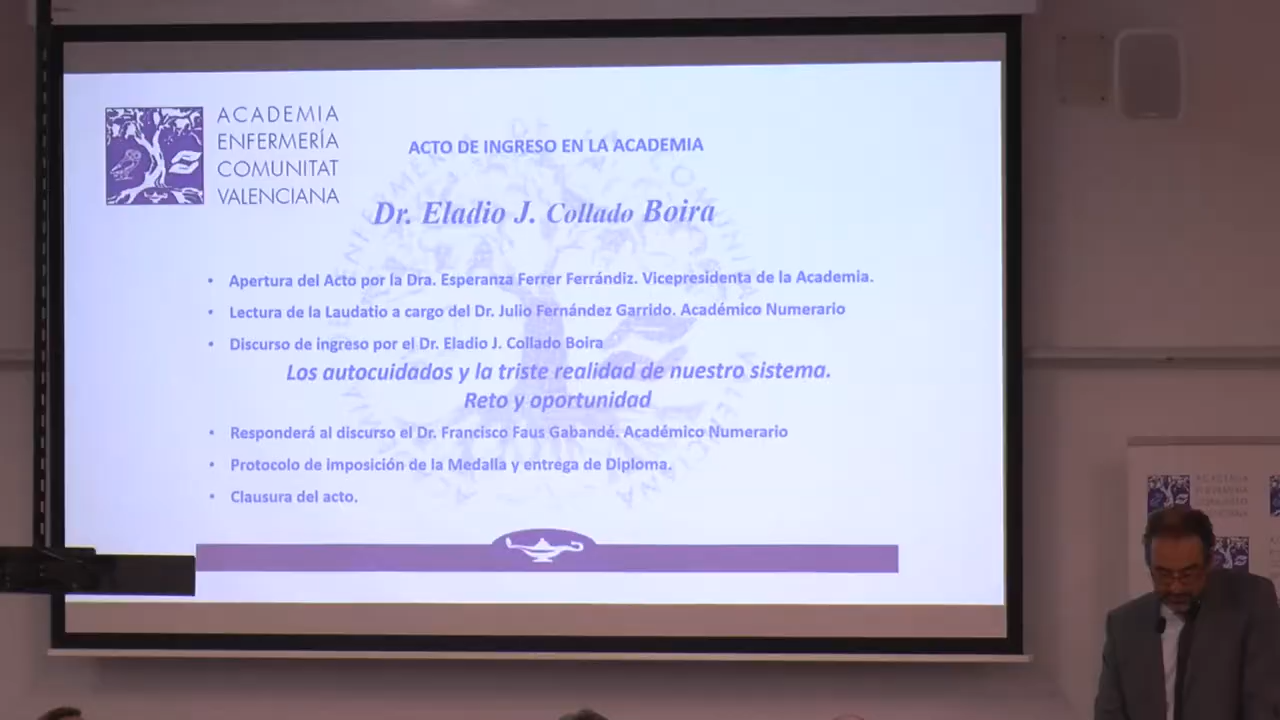 ACADEMIA
ENFERMERÍA
COMUNITAT
VALENCIANA
ACTO DE INGRESO EN LA ACADEMIA
Dr. Eladio J. Collado Boira
• Apertura del Acto por la Dra. Esperanza Ferrer Ferrándiz. Vicepresidenta de la Academia.
• Lectura de la Laudatio a cargo del Dr. Julio Fernández Garrido. Académico Numerario
• Discurso de ingreso por el Dr. Eladio J. Collado Boira
Los autocuidados y la triste realidad de nuestro sistema.
Reto y oportunidad
• Responderá al discurso el Dr. Francisco Faus Gabandé. Académico Numerario
• Protocolo de imposición de la Medalla y entrega de Diploma.
• Clausura del acto.
ACADEMIA
ENFERMERÍA
COMUNITAT
VALENCIANA